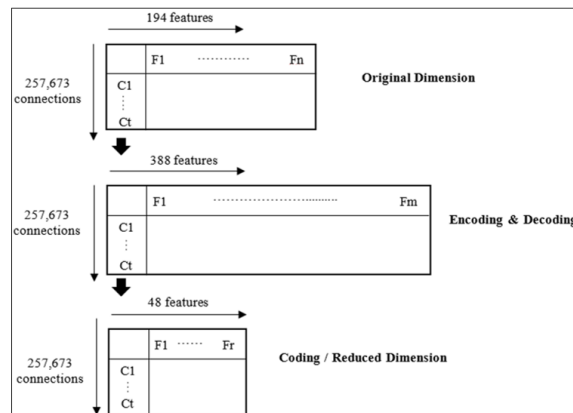 194 features
F1 ............ Fn
257,673
connections
C1
Ct
Original Dimension
388 features
F1 .............................. Fm
257,673
connections
C1
Ct
Encoding & Decoding
48 features
F1 ...... Fr
257,673
connections
C1
Ct
Coding / Reduced Dimension